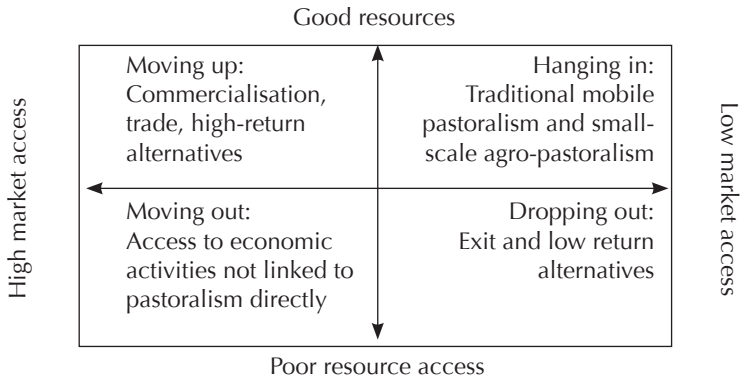 Good resources
High market access
Moving up:
Commercialisation,
trade, high-return
alternatives
Hanging in:
Traditional mobile
pastoralism and small-
scale agro-pastoralism
Low market access
Moving out:
Access to economic
activities not linked to
pastoralism directly
Dropping out:
Exit and low return
alternatives
Poor resource access